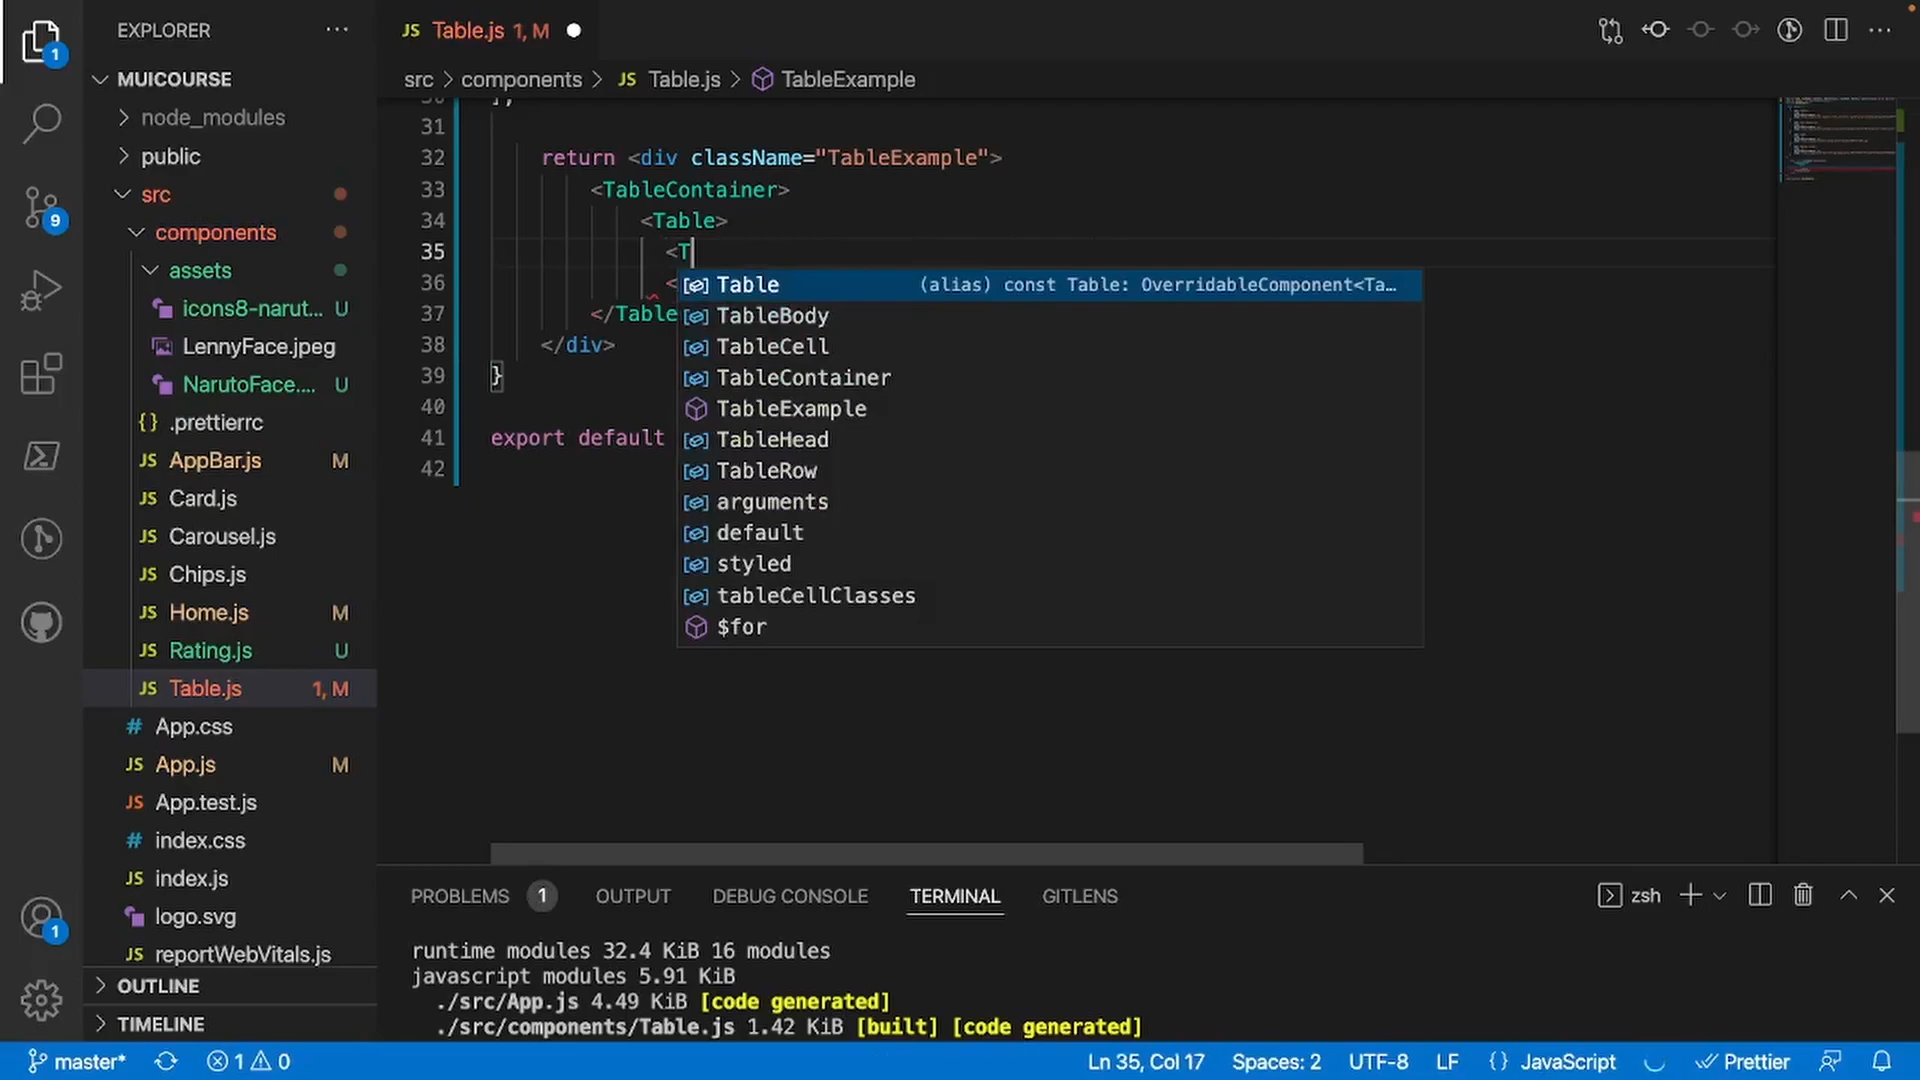 EXPLORER
JS Table.js 1, M
MUICOURSE
src > components > JS Table.js > TableExample
node_modules
public
src
components
assets
icons8-narut... U
LennyFace.jpeg
NarutoFace.... U
{} .prettierrc
JS AppBar.js M
JS Card.js
JS Carousel.js
JS Chips.js
JS Home.js M
JS Rating.js U
JS Table.js 1, M
# App.css
JS App.js M
JS App.test.js
# index.css
JS index.js
logo.svg
JS reportWebVitals.js
OUTLINE
TIMELINE
1
9
1
31
32 return <div className="TableExample">
33 <TableContainer>
34 <Table>
35 <T
36 <
37 </Table
38 </div>
39 }
40
41 export default
42
Table (alias) const Table: OverridableComponent<Ta...
TableBody
TableCell
TableContainer
TableExample
TableHead
TableRow
arguments
default
styled
tableCellClasses
$for
PROBLEMS 1 OUTPUT DEBUG CONSOLE TERMINAL GITLENS zsh
runtime modules 32.4 KiB 16 modules
javascript modules 5.91 KiB
./src/App.js 4.49 KiB [code generated]
./src/components/Table.js 1.42 KiB [built] [code generated]
master* 1 0 Ln 35, Col 17 Spaces: 2 UTF-8 LF {} JavaScript Prettier